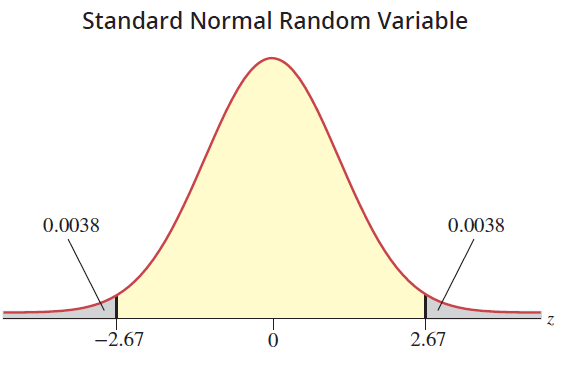 Standard Normal Random Variable
0.0038
0.0038
z
−2.67
0
2.67